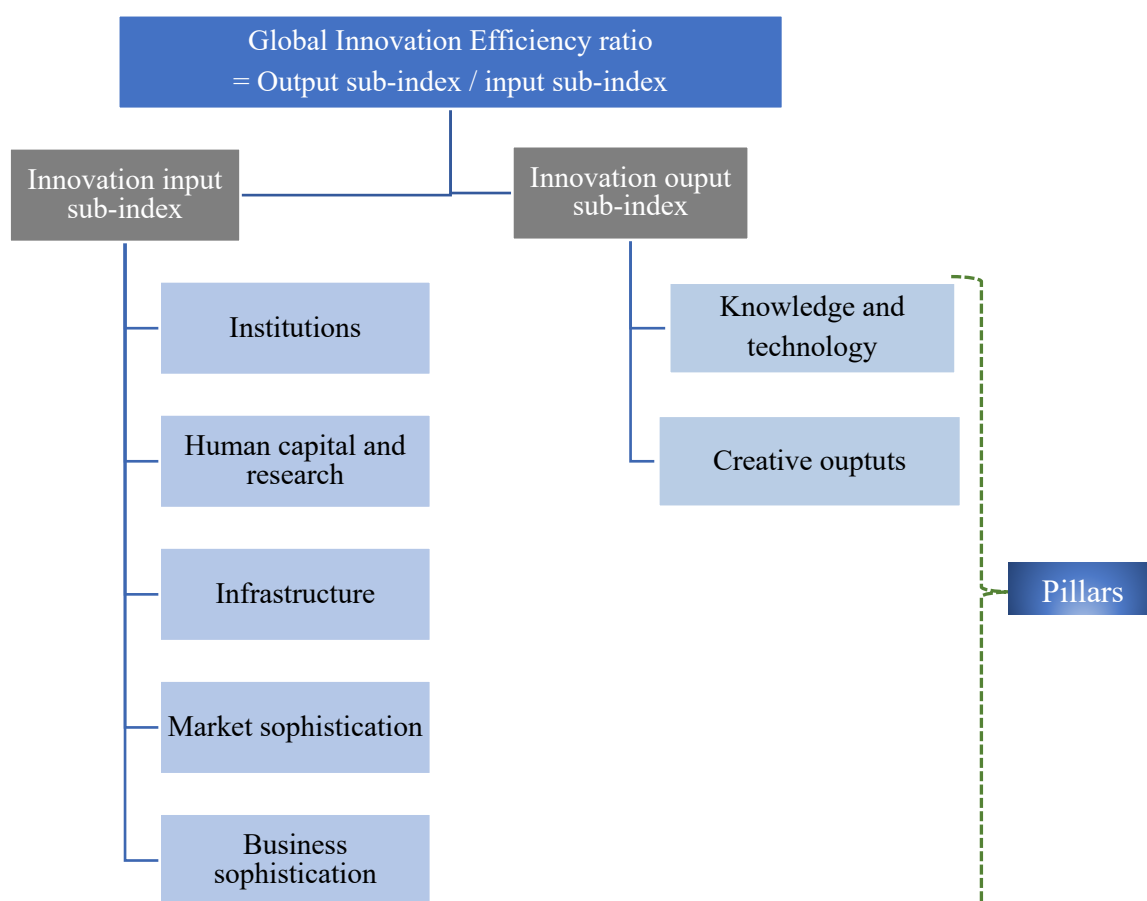 Global Innovation Efficiency ratio
= Output sub-index / input sub-index
Innovation input
sub-index
Innovation ouput
sub-index
Institutions
Human capital and
research
Infrastructure
Market sophistication
Business
sophistication
Knowledge and
technology
Creative ouptuts
Pillars